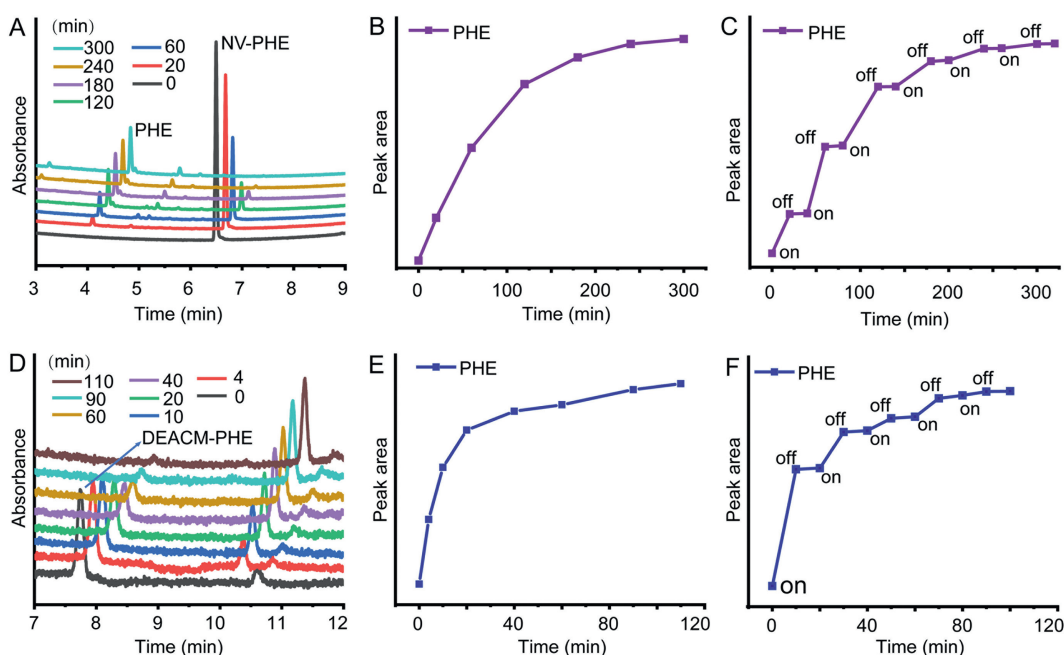 A
(min)
300
240
180
120
60
20
0
NV-PHE
PHE
Absorbance
3 4 5 6 7 8 9
Time (min)
B
PHE
Peak area
0 100 200 300
Time (min)
C
PHE
off off off off off
on on on on on
Peak area
0 100 200 300
Time (min)
D
(min)
110
90
60
40
20
10
4
0
DEACM-PHE
Absorbance
7 8 9 10 11 12
Time (min)
E
PHE
Peak area
0 40 80 120
Time (min)
F
PHE
off off off off off
on on on on on
Peak area
0 40 80 120
Time (min)